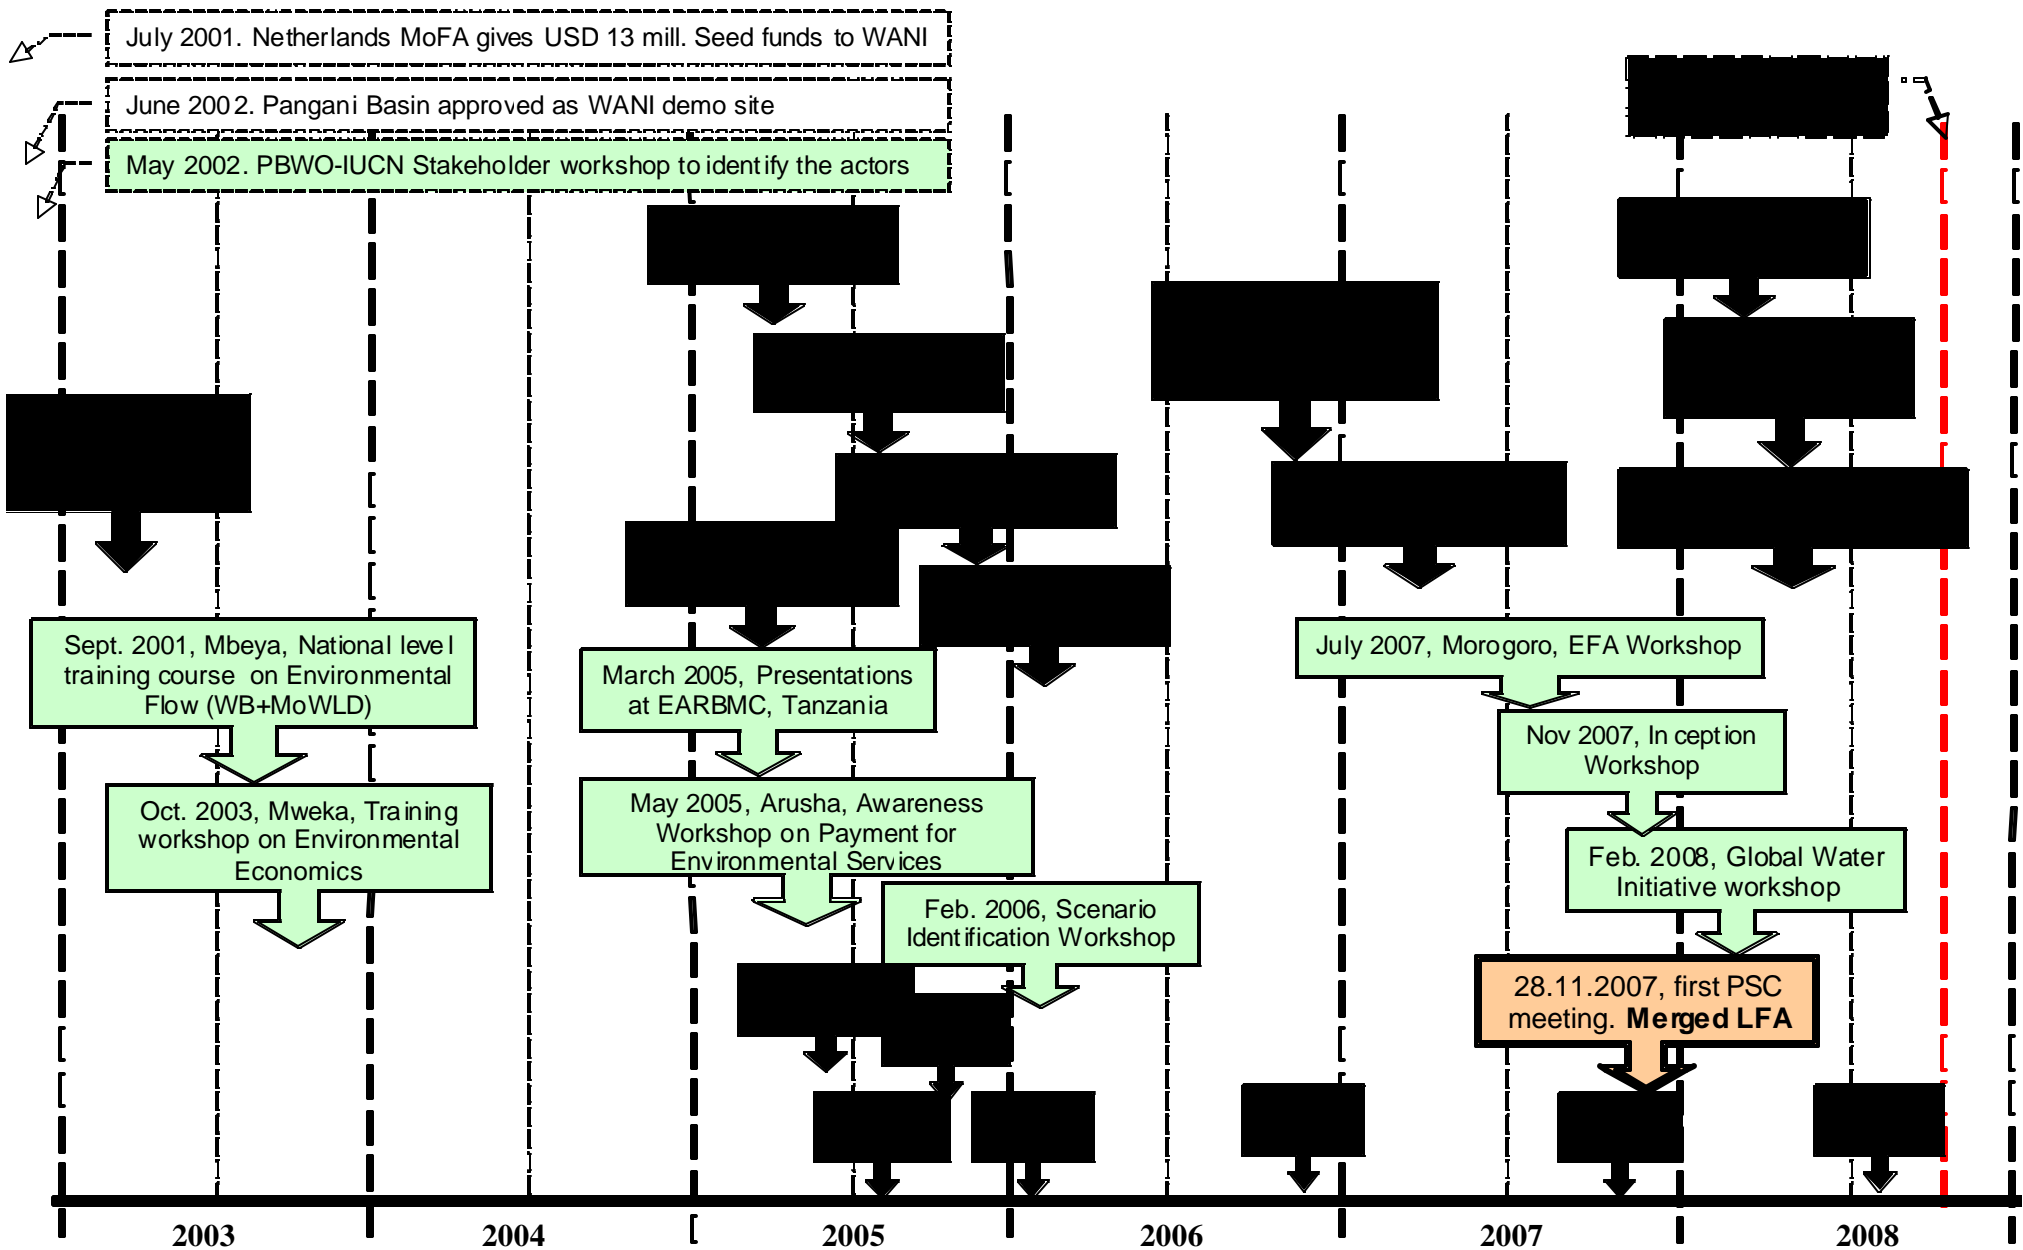 July 2001. Netherlands MoFA gives USD 13 mill. Seed funds to WANI
June 2002. Pangani Basin approved as WANI demo site
May 2002. PBWO-IUCN Stakeholder workshop to identify the actors
Sept. 2001, Mbeya, National level
training course on Environmental
Flow (WB+MoWLD)
Oct. 2003, Mweka, Training
workshop on Environmental
Economics
March 2005, Presentations
at EARBMC, Tanzania
May 2005, Arusha, Awareness
Workshop on Payment for
Environmental Services
Feb. 2006, Scenario
Identification Workshop
July 2007, Morogoro, EFA Workshop
Nov 2007, Inception
Workshop
Feb. 2008, Global Water
Initiative workshop
28.11.2007, first PSC
meeting. Merged LFA
2003 2004 2005 2006 2007 2008